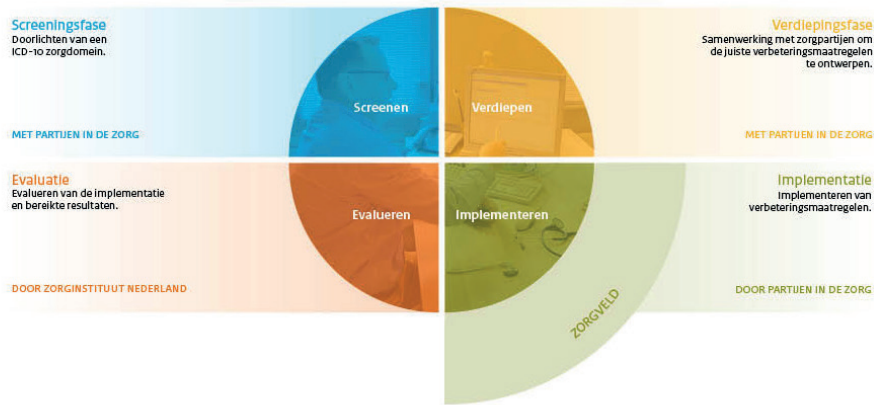 Screeningsfase
Doorlichten van een
ICD-10 zorgdomein.
MET PARTIJEN IN DE ZORG
Screenen
Verdiepen
Verdiepingsfase
Samenwerking met zorgpartijen om
de juiste verbeteringsmaatregelen
te ontwerpen.
MET PARTIJEN IN DE ZORG
Evaluatie
Evalueren van de implementatie
en bereikte resultaten.
DOOR ZORGINSTITUUT NEDERLAND
Evalueren
Implementeren
Implementatie
Implementeren van
verbeteringsmaatregelen.
DOOR PARTIJEN IN DE ZORG
ZORGVELD